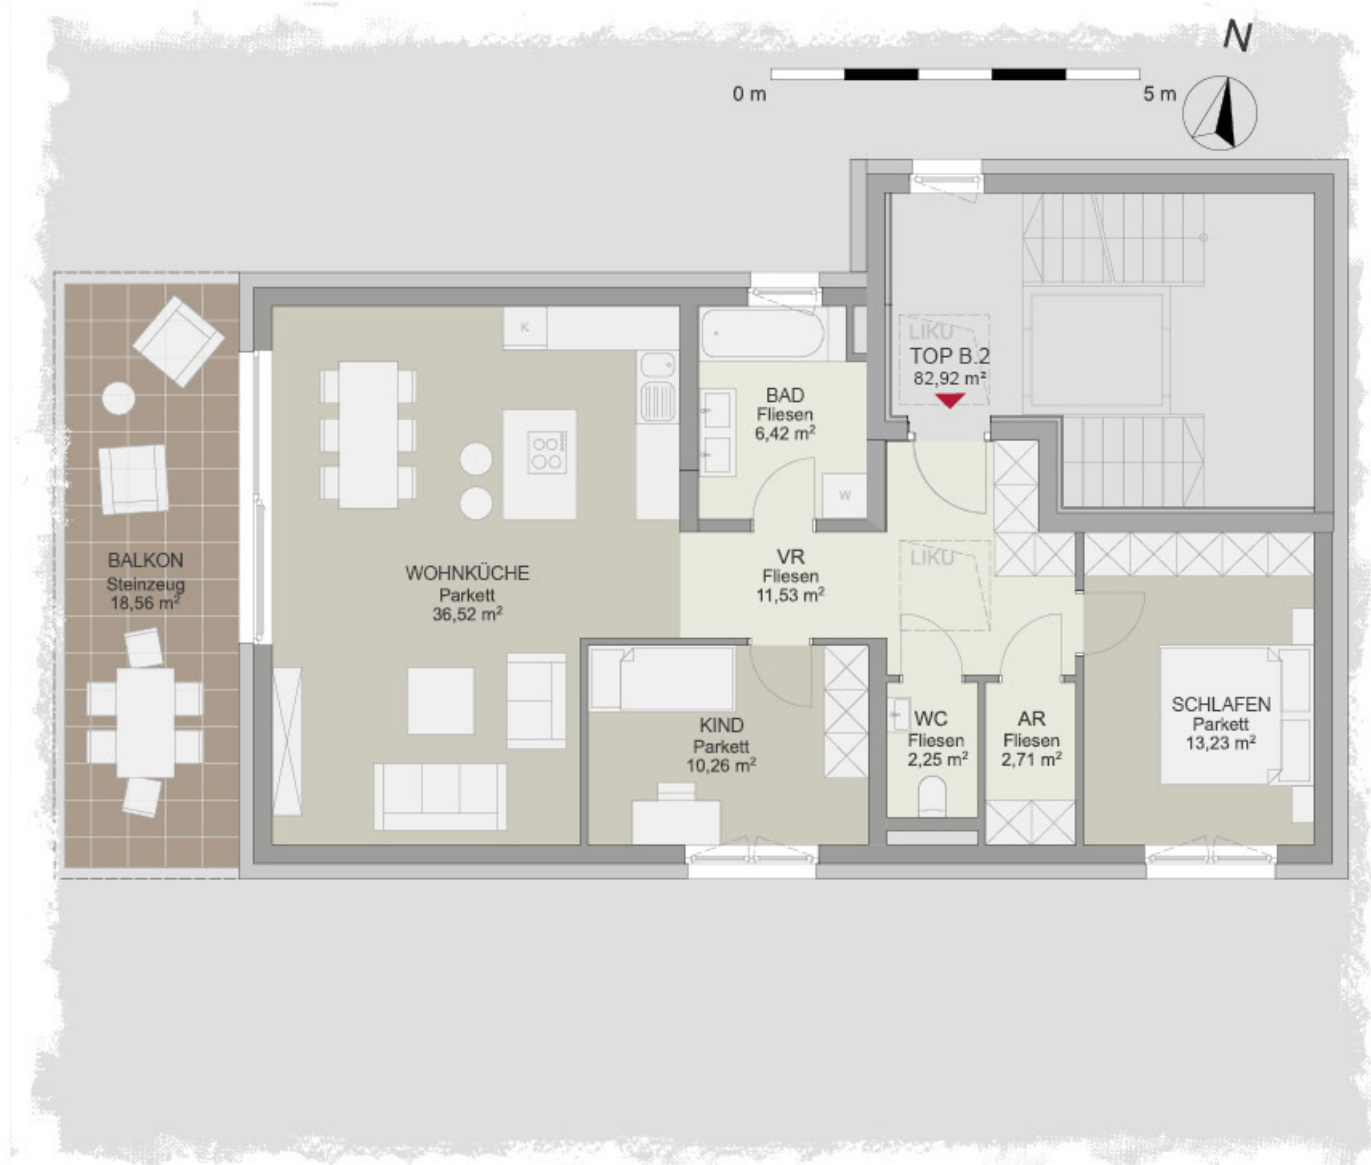 N
0 m
5 m
LIKU
TOP B.2
82,92 m²
K
BAD
Fliesen
6,42 m²
W
BALKON
Steinzeug
18,56 m²
WOHNKÜCHE
Parkett
36,52 m²
VR
Fliesen
11,53 m²
LIKU
KIND
Parkett
10,26 m²
WC
Fliesen
2,25 m²
AR
Fliesen
2,71 m²
SCHLAFEN
Parkett
13,23 m²